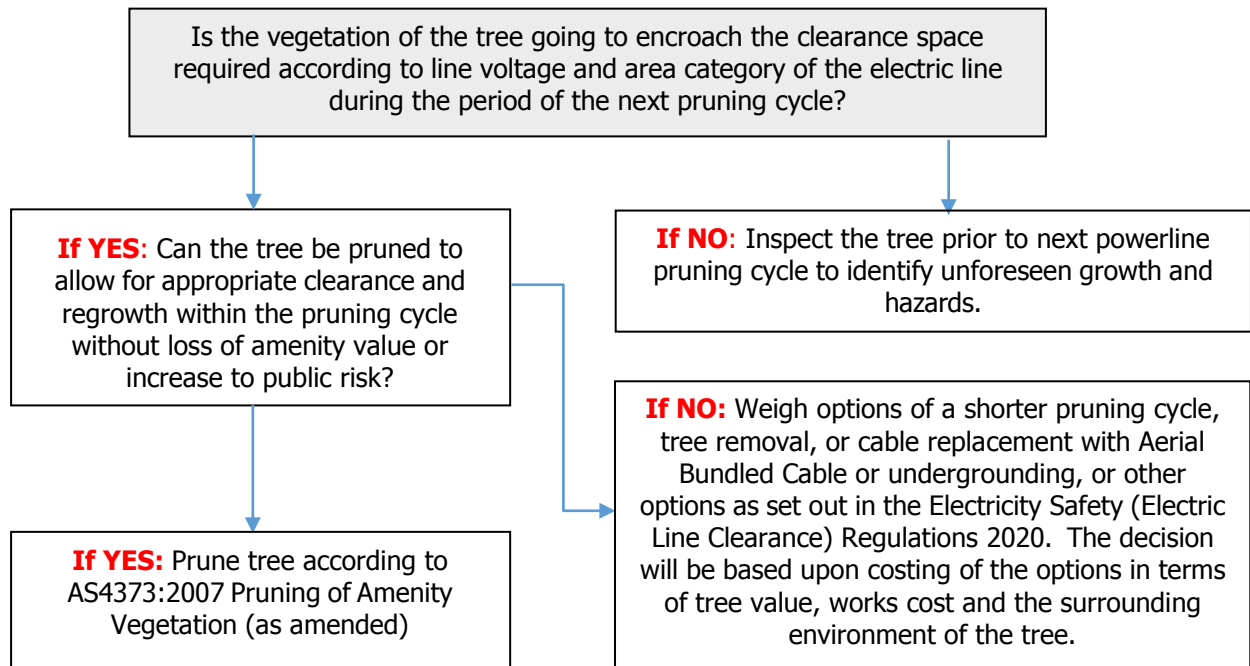 Is the vegetation of the tree going to encroach the clearance space
required according to line voltage and area category of the electric line
during the period of the next pruning cycle?
If YES: Can the tree be pruned to
allow for appropriate clearance and
regrowth within the pruning cycle
without loss of amenity value or
increase to public risk?
If NO: Inspect the tree prior to next powerline
pruning cycle to identify unforeseen growth and
hazards.
If YES: Prune tree according to
AS4373:2007 Pruning of Amenity
Vegetation (as amended)
If NO: Weigh options of a shorter pruning cycle,
tree removal, or cable replacement with Aerial
Bundled Cable or undergrounding, or other
options as set out in the Electricity Safety (Electric
Line Clearance) Regulations 2020. The decision
will be based upon costing of the options in terms
of tree value, works cost and the surrounding
environment of the tree.